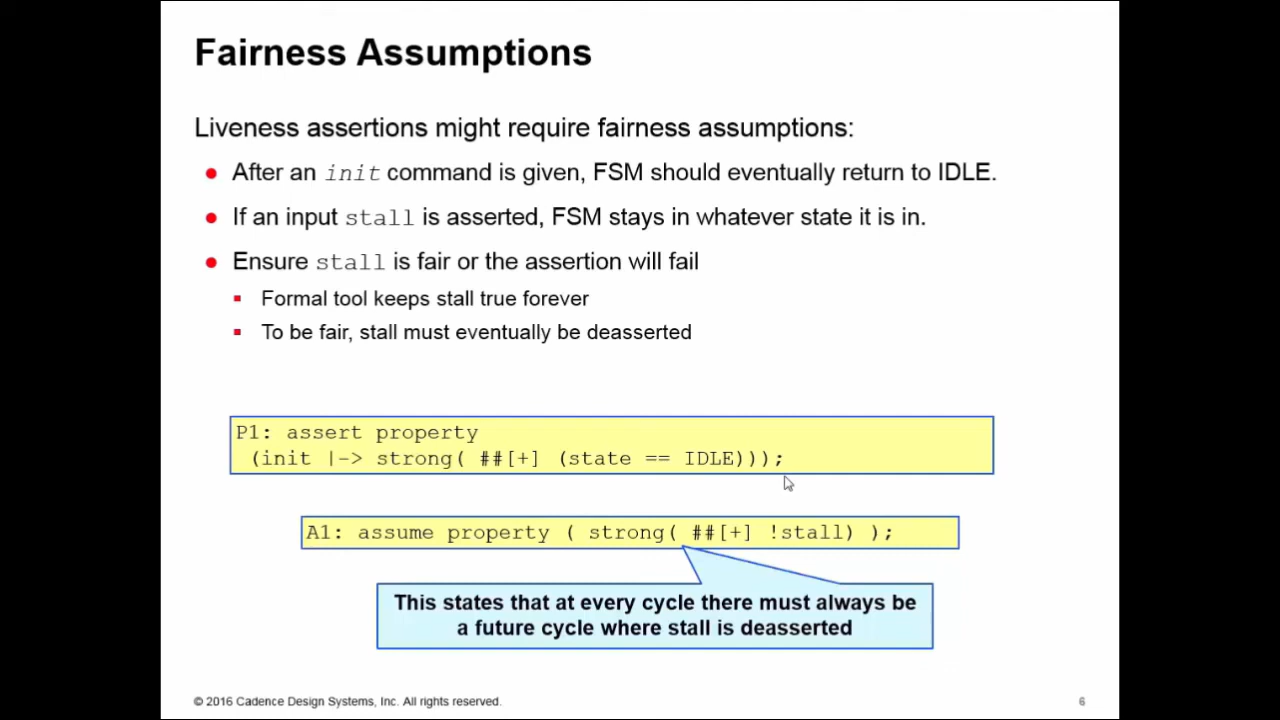 Fairness Assumptions
Liveness assertions might require fairness assumptions:
After an init command is given, FSM should eventually return to IDLE.
If an input stall is asserted, FSM stays in whatever state it is in.
Ensure stall is fair or the assertion will fail
Formal tool keeps stall true forever
To be fair, stall must eventually be deasserted
P1: assert property
(init |-> strong( ##[+] (state == IDLE)));
A1: assume property ( strong( ##[+] !stall) );
This states that at every cycle there must always be
a future cycle where stall is deasserted
© 2016 Cadence Design Systems, Inc. All rights reserved.
6